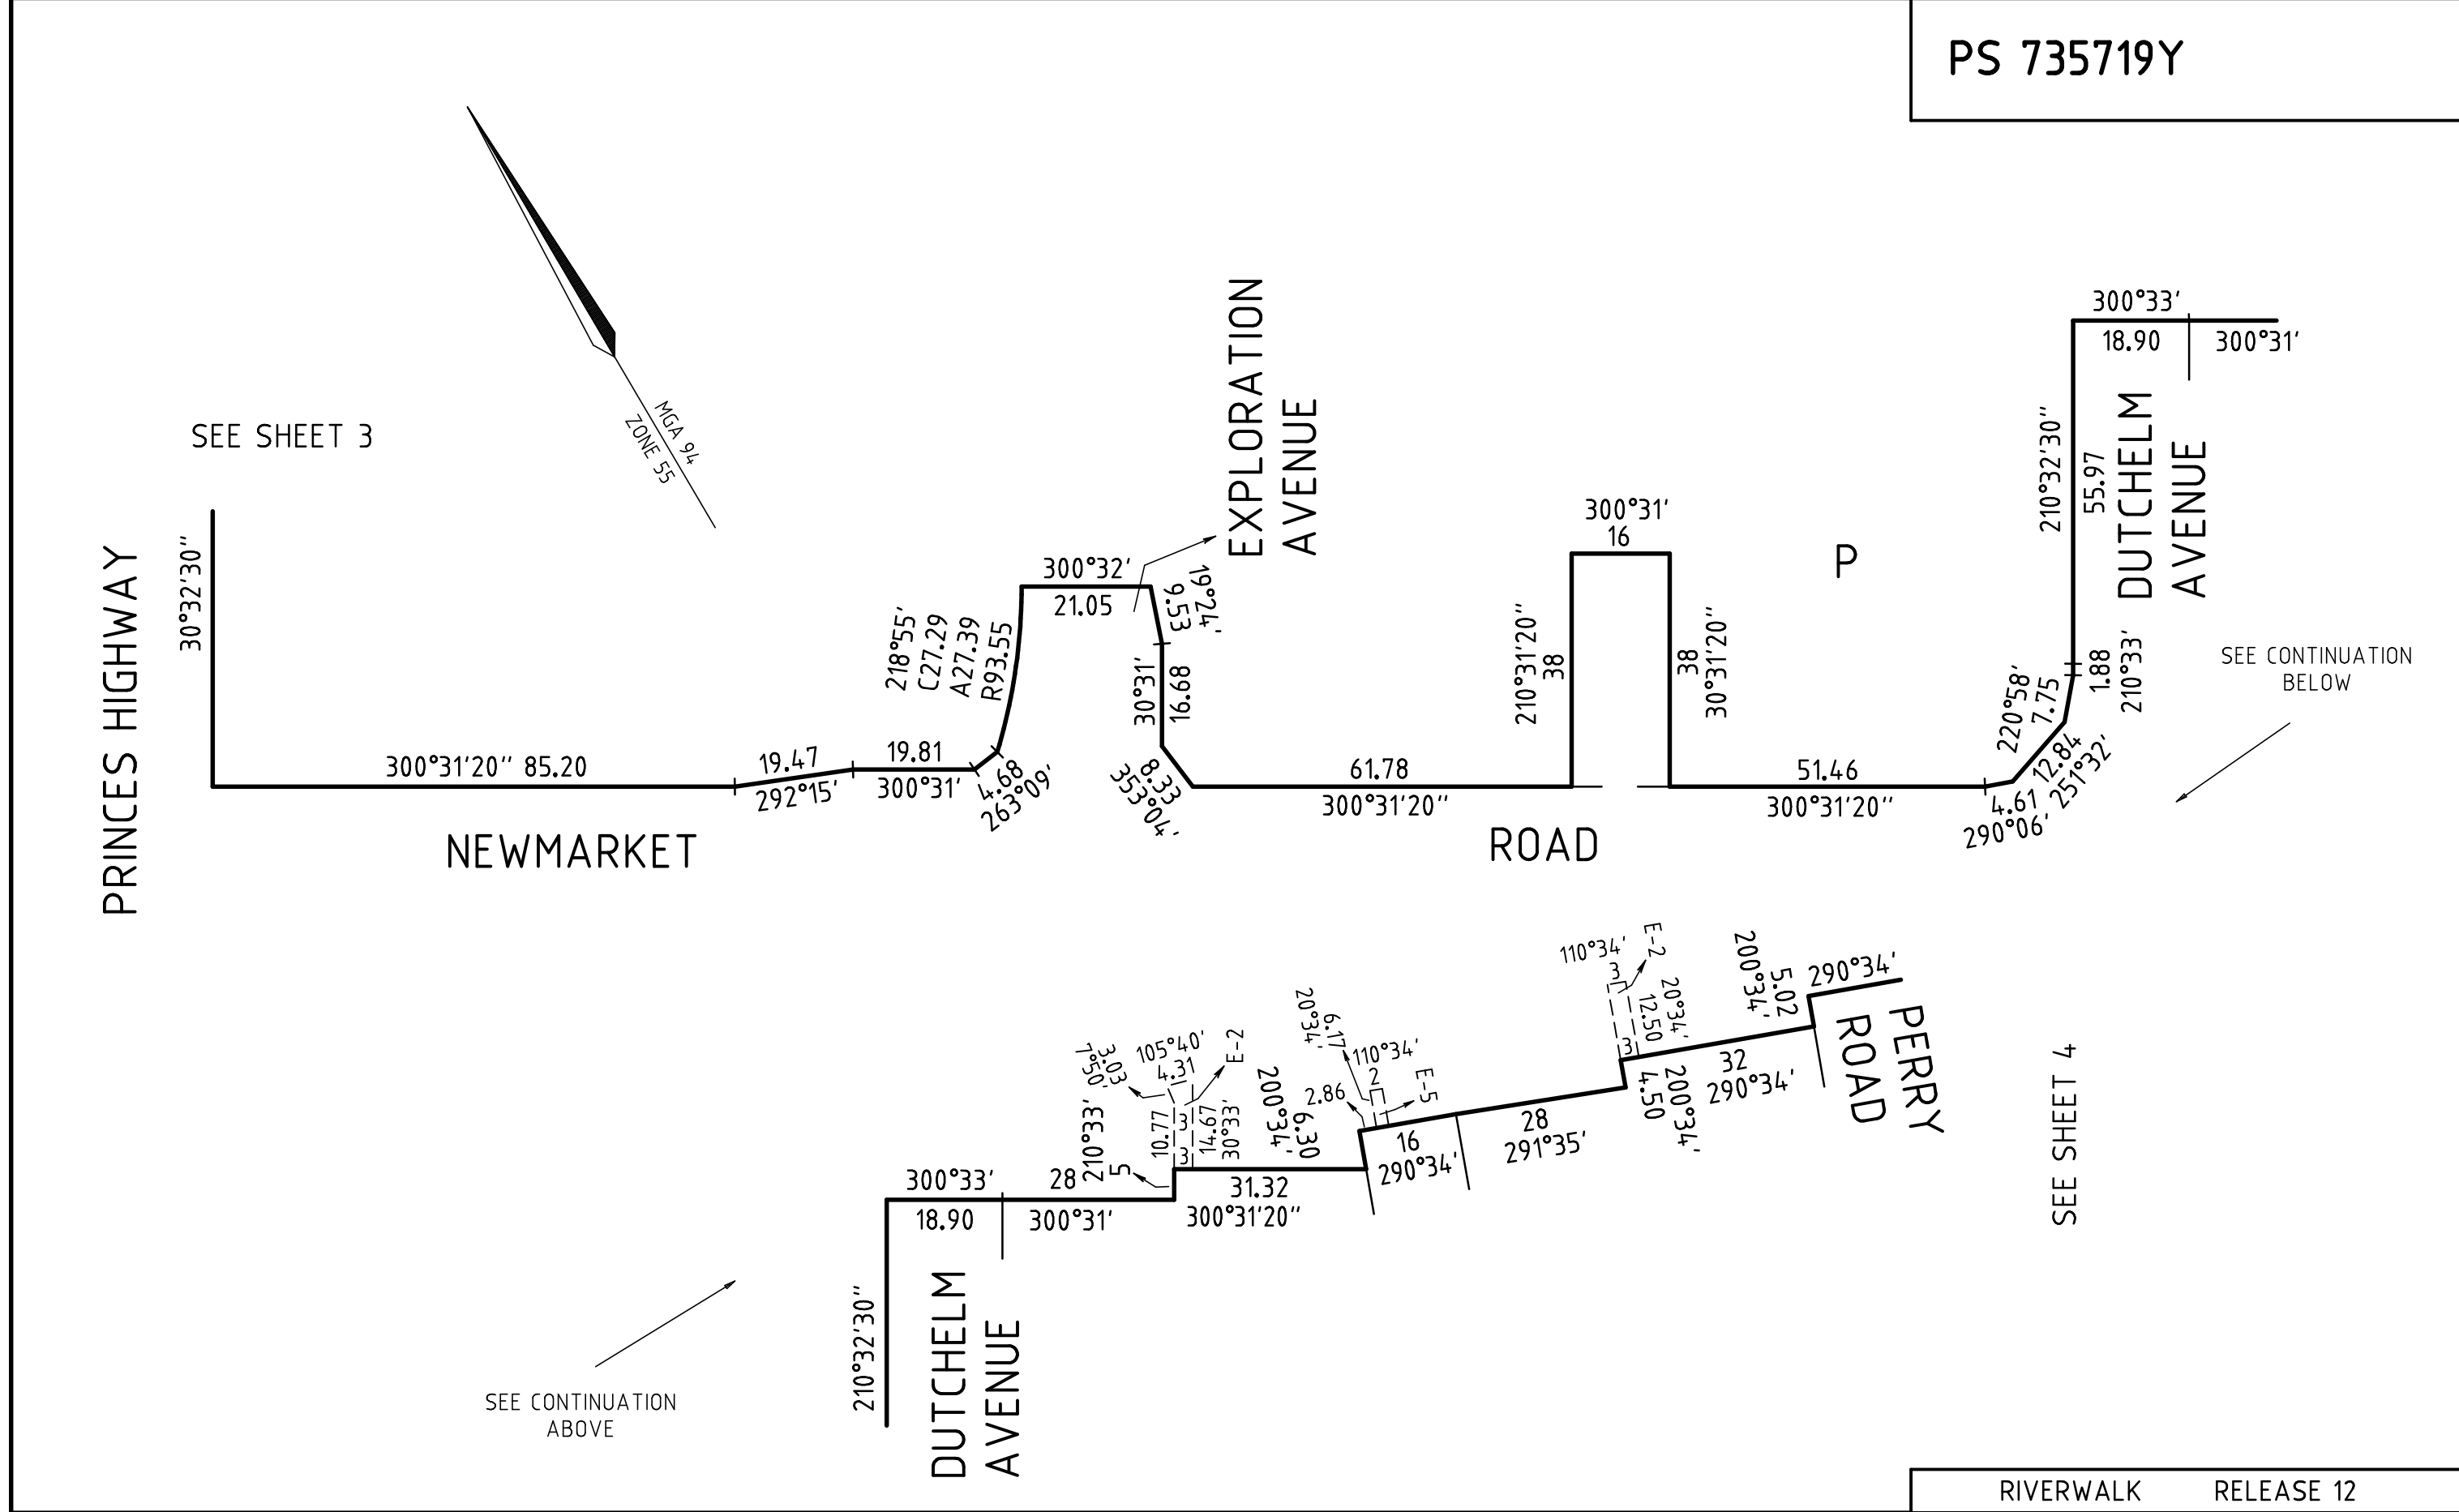 PS 735719Y
SEE SHEET 3
MGA 94
ZONE 55
PRINCES HIGHWAY
30°32'30"
300°31'20" 85.20
19.47
292°15'
19.81
300°31'
4.68
263°09'
218°55'
C27.29
A27.39
R93.55
300°32'
21.05
EXPLORATION
AVENUE
19°24'
9.53
30°31'
16.68
8.33
353°04'
61.78
300°31'20"
210°31'20"
38
300°31'
16
38
30°31'20"
P
51.46
300°31'20"
4.61
290°06'
12.84
251°32'
220°58'
7.75
1.88
210°33'
210°32'30"
55.97
300°33'
18.90
300°31'
DUTCHELM
AVENUE
SEE CONTINUATION
BELOW
NEWMARKET
ROAD
210°32'30"
300°33'
18.90
28
300°31'
210°33'
5
DUTCHELM
AVENUE
3.03
7°50'
105°40'
4.31
E-2
10.77
3
3
14.67
30°33'
31.32
300°31'20"
200°34'
6.30
2.86
6.17
20°34'
110°34'
2
E-5
16
290°34'
28
291°35'
110°34'
3
E-2
3
12.50
20°34'
4.50
200°34'
32
290°34'
200°34'
5.02
290°34'
PERRY
ROAD
SEE SHEET 4
SEE CONTINUATION
ABOVE
RIVERWALK RELEASE 12